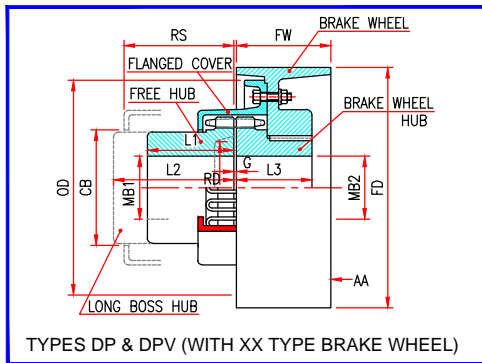 RS
FW
BRAKE WHEEL
FLANGED COVER
FREE HUB
BRAKE WHEEL
HUB
L1
G
L2
RD
L3
OD
CB
MB1
MB2
FD
AA
LONG BOSS HUB
TYPES DP & DPV (WITH XX TYPE BRAKE WHEEL)